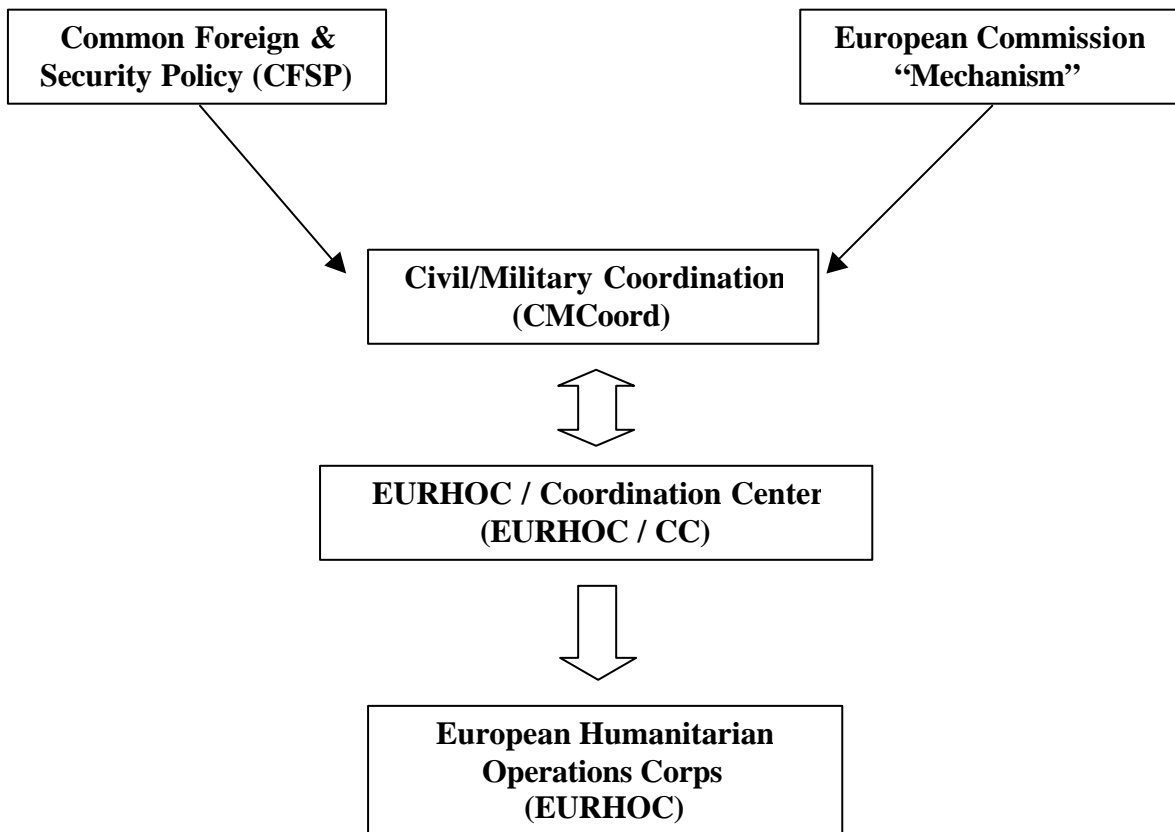 Common Foreign &
Security Policy (CFSP)
European Commission
“Mechanism”
Civil/Military Coordination
(CMCoord)
EURHOC / Coordination Center
(EURHOC / CC)
European Humanitarian
Operations Corps
(EURHOC)